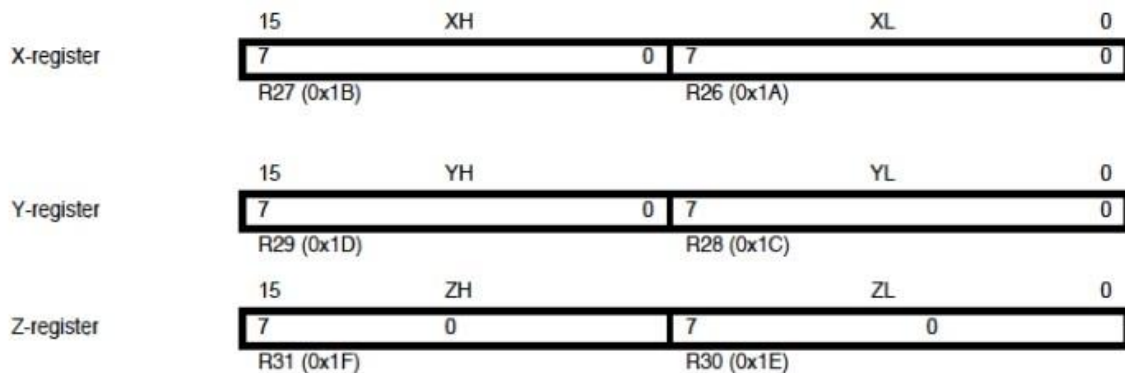 15 XH XL 0
X-register 7 0 7 0
R27 (0x1B) R26 (0x1A)
15 YH YL 0
Y-register 7 0 7 0
R29 (0x1D) R28 (0x1C)
15 ZH ZL 0
Z-register 7 0 7 0
R31 (0x1F) R30 (0x1E)